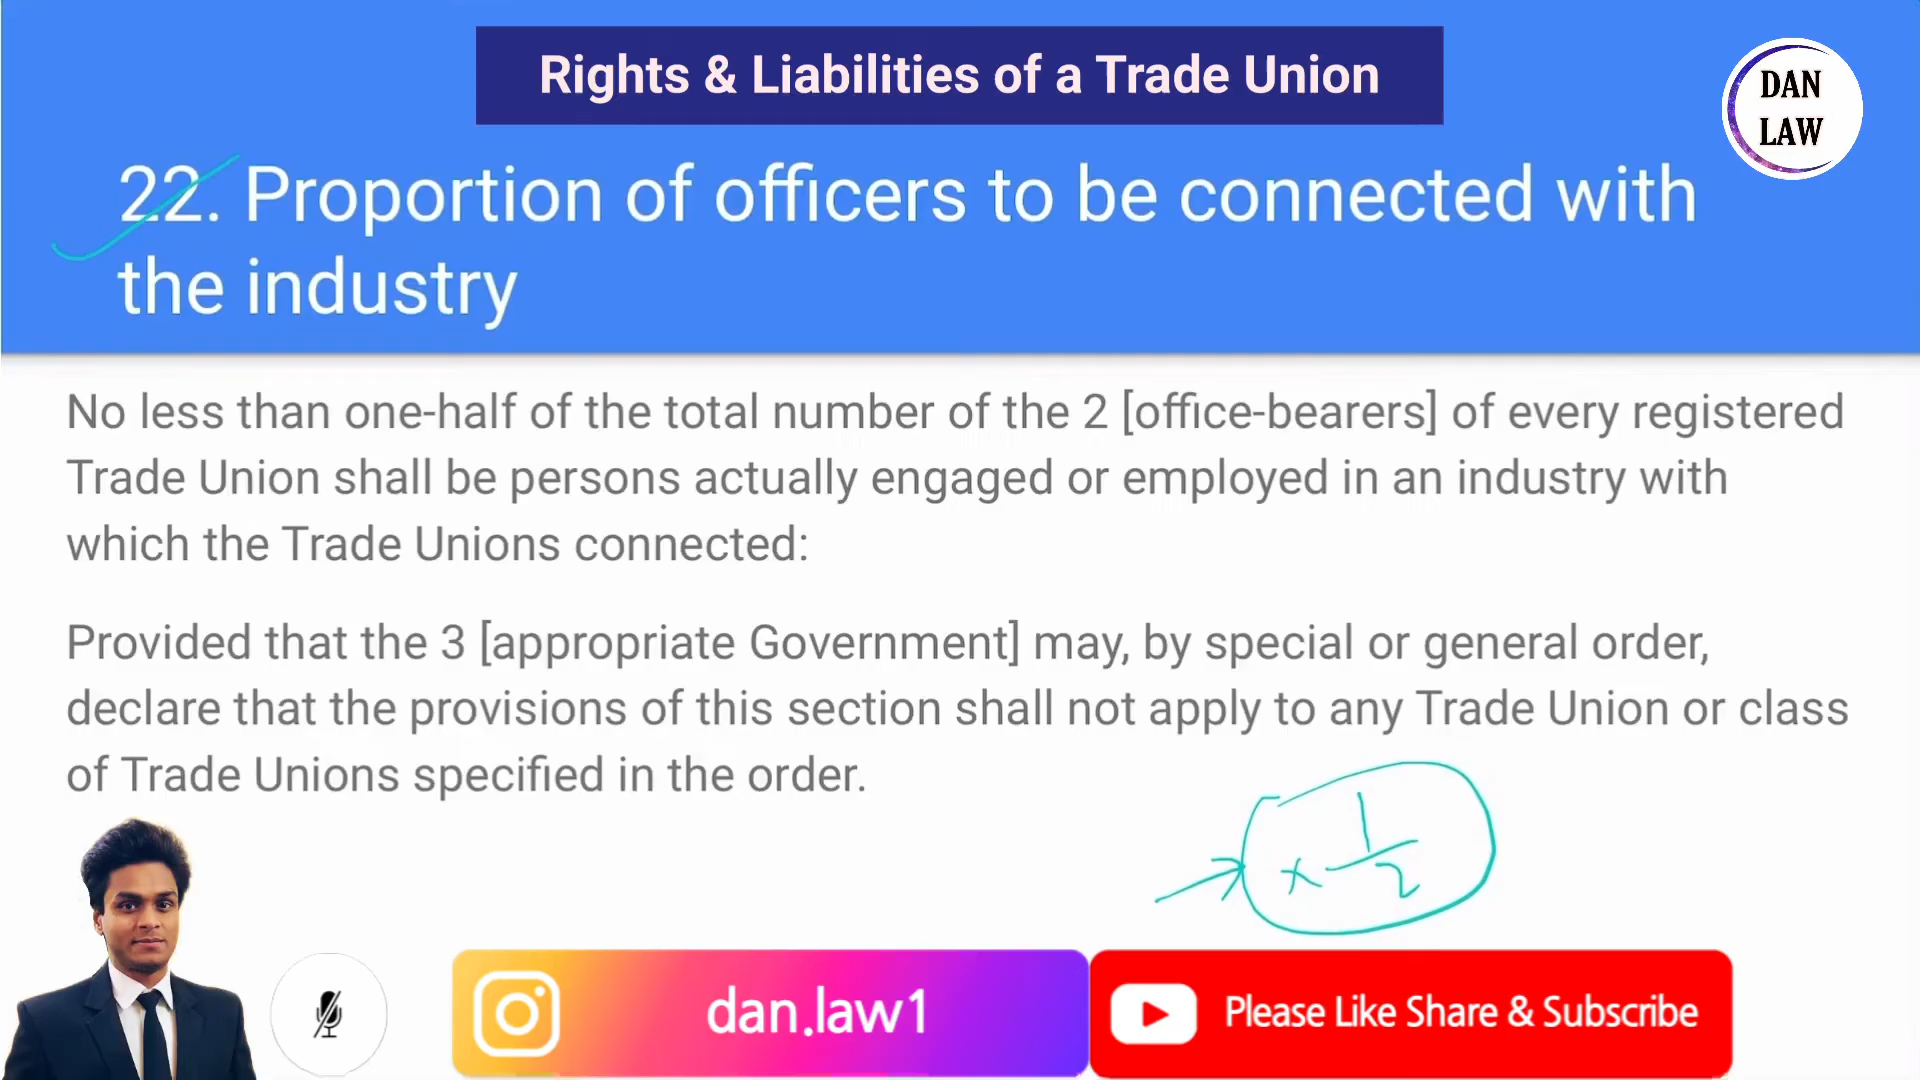 Rights & Liabilities of a Trade Union
DAN
LAW
22. Proportion of officers to be connected with
the industry
No less than one-half of the total number of the 2 [office-bearers] of every registered
Trade Union shall be persons actually engaged or employed in an industry with
which the Trade Unions connected:
Provided that the 3 [appropriate Government] may, by special or general order,
declare that the provisions of this section shall not apply to any Trade Union or class
of Trade Unions specified in the order.
x 1/2
dan.law1
Please Like Share & Subscribe